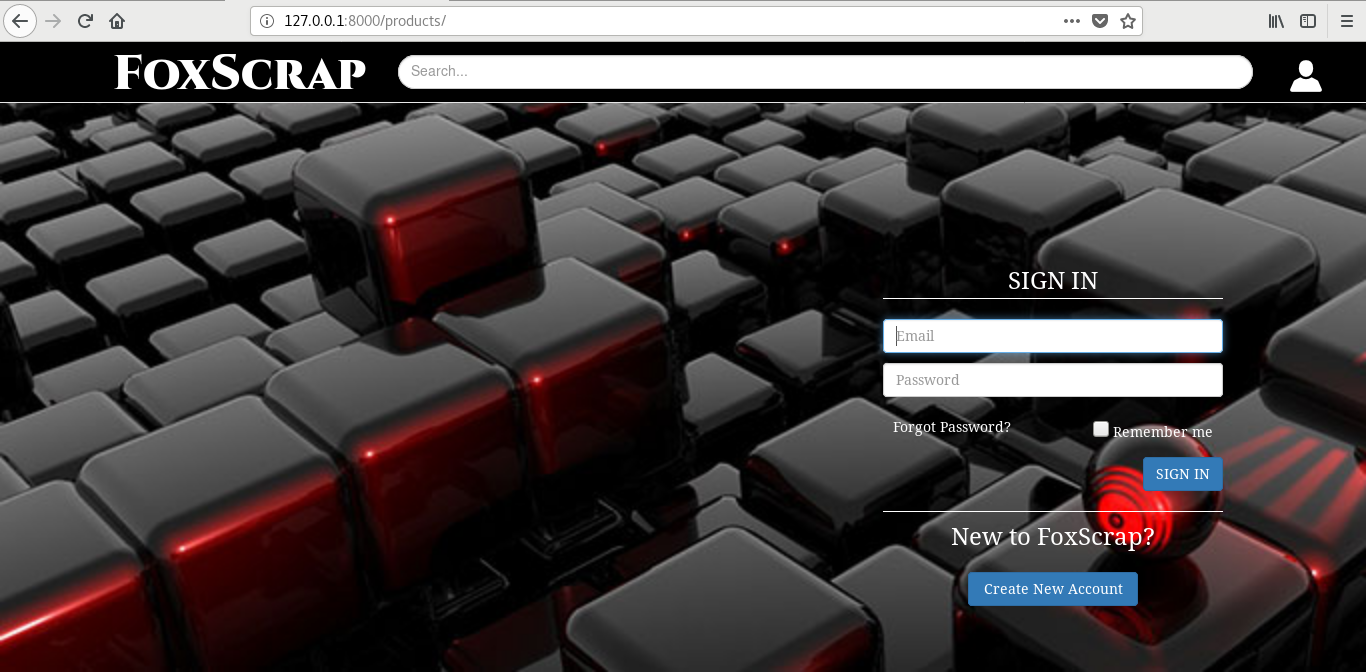 127.0.0.1:8000/products/
FoxScrap
Search...
SIGN IN
Email
Password
Forgot Password?
Remember me
SIGN IN
New to FoxScrap?
Create New Account